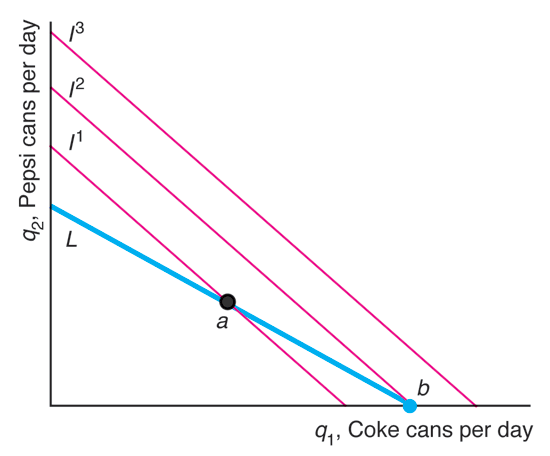 q₂, Pepsi cans per day
I³
I²
I¹
L
a
b
q₁, Coke cans per day